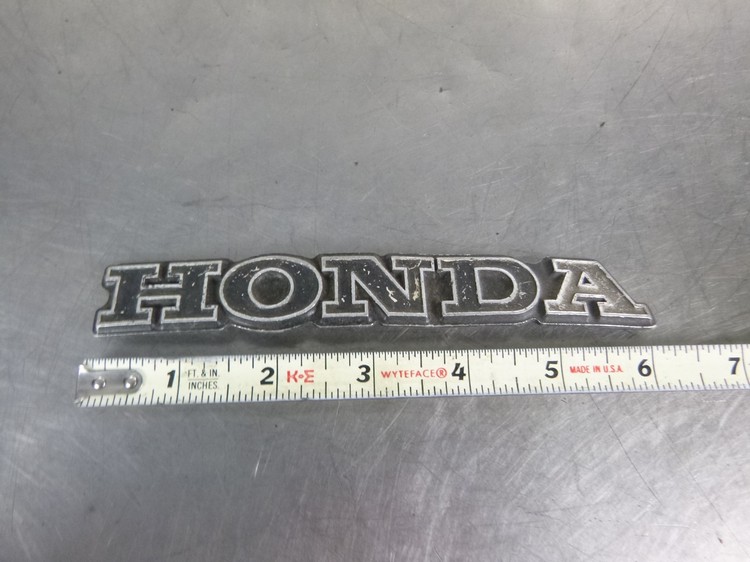 HONDA
1 FT. & IN. 2 K•E 3 WYTEFACE® 4 5 MADE IN U.S.A. 6 7
INCHES